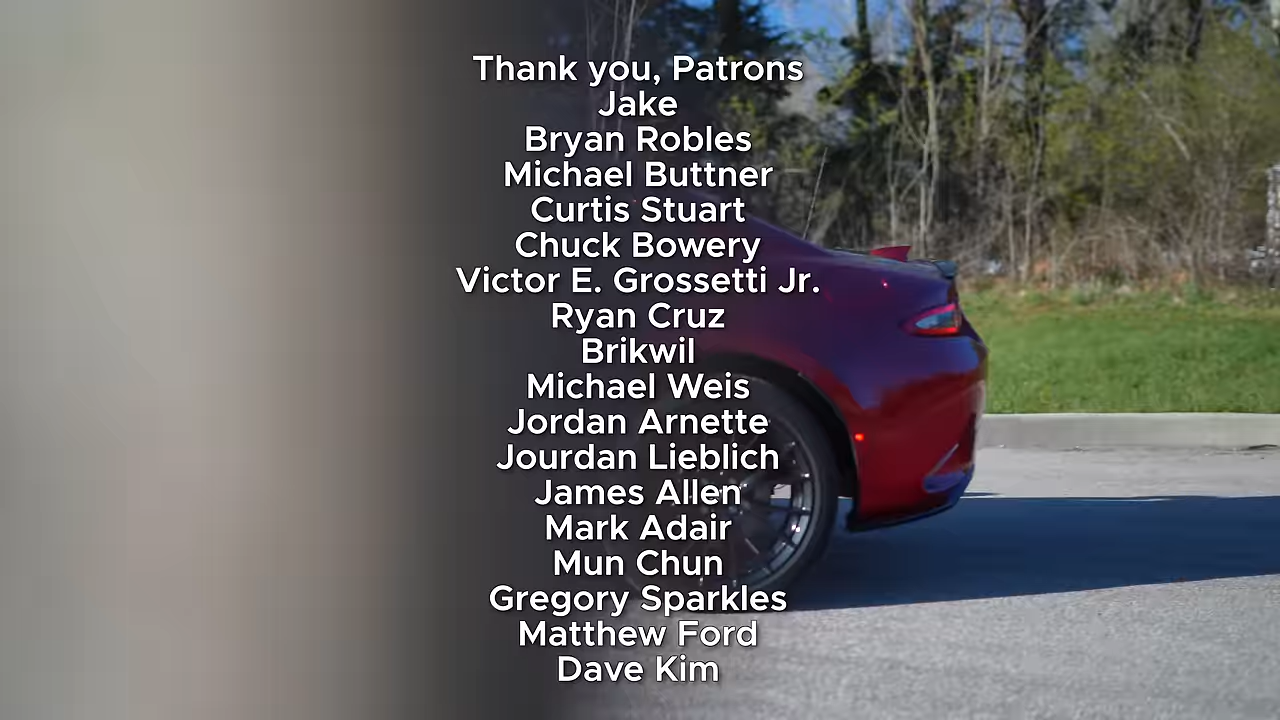 Thank you, Patrons
Jake
Bryan Robles
Michael Buttner
Curtis Stuart
Chuck Bowery
Victor E. Grossetti Jr.
Ryan Cruz
Brikwil
Michael Weis
Jordan Arnette
Jourdan Lieblich
James Allen
Mark Adair
Mun Chun
Gregory Sparkles
Matthew Ford
Dave Kim